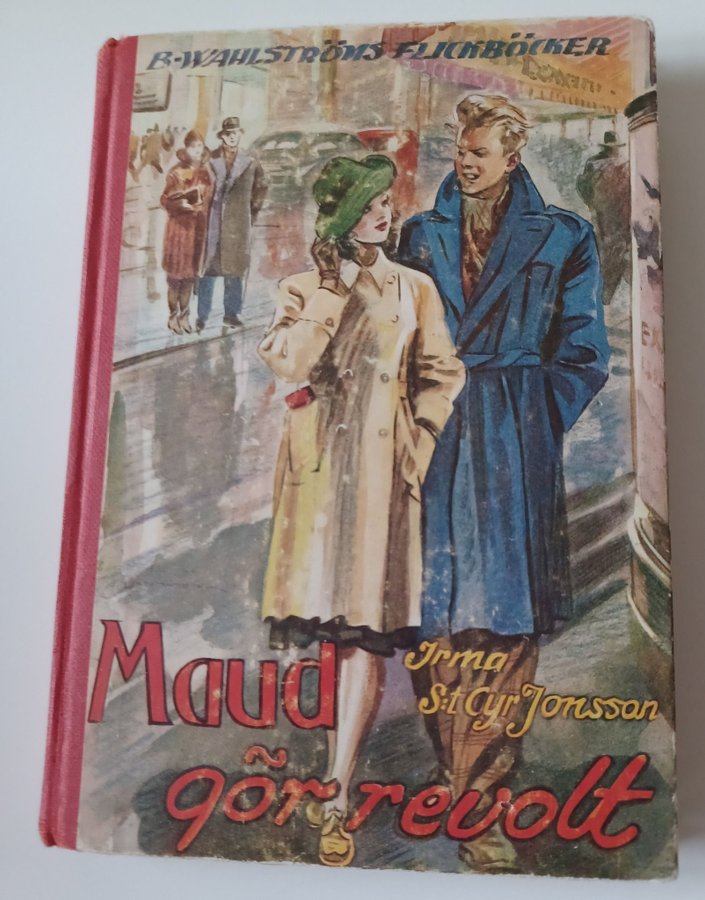 B·WAHLSTRÖMS FLICKBÖCKER
Maud
Irma
S:t Cyr Jonsson
gör revolt